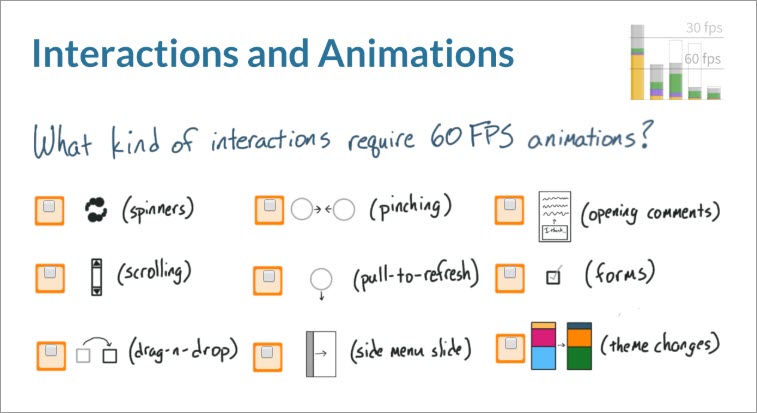 Interactions and Animations
30 fps
60 fps
What kind of interactions require 60 FPS animations?
(spinners)
(pinching)
(opening comments)
(scrolling)
(pull-to-refresh)
(forms)
(drag-n-drop)
(side menu slide)
(theme changes)